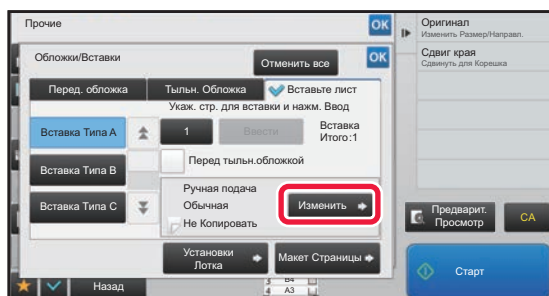 Прочие
OK
Обложки/Вставки
Отменить все
OK
Перед. обложка
Тыльн. Обложка
Вставьте лист
Укаж. стр. для вставки и нажм. Ввод
Вставка Типа A
1
Ввести
Вставка
Итого:1
Вставка Типа B
Перед тыльн.обложкой
Вставка Типа C
Ручная подача
Обычная
Не Копировать
Изменить
Установки
Лотка
Макет Страницы
Назад
3 B4
4 A3
Оригинал
Изменить Размер/Направл.
Сдвиг края
Сдвинуть для Корешка
Предварит.
Просмотр
CA
Старт